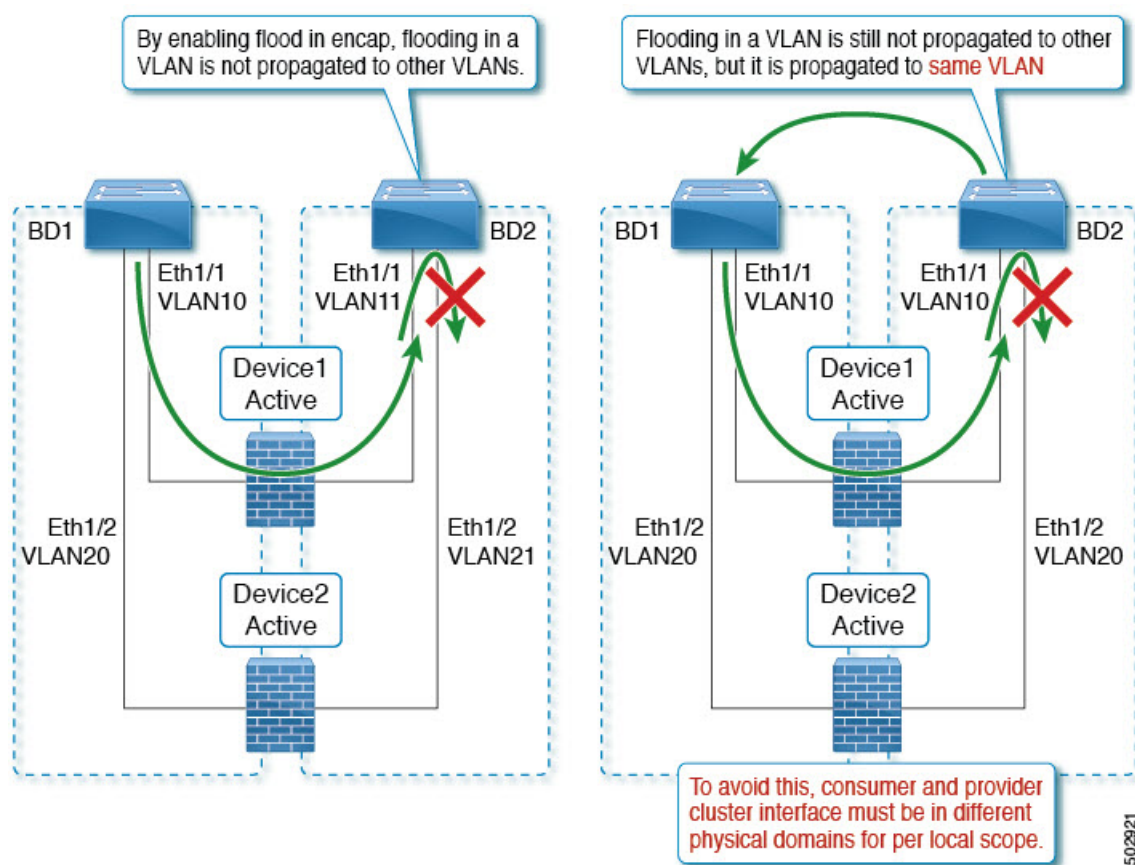 By enabling flood in encap, flooding in a
VLAN is not propagated to other VLANs.
BD1
BD2
Eth1/1
VLAN10
Eth1/1
VLAN11
Device1
Active
Eth1/2
VLAN20
Eth1/2
VLAN21
Device2
Active
Flooding in a VLAN is still not propagated to other
VLANs, but it is propagated to same VLAN
BD1
BD2
Eth1/1
VLAN10
Eth1/1
VLAN10
Device1
Active
Eth1/2
VLAN20
Eth1/2
VLAN20
Device2
Active
To avoid this, consumer and provider
cluster interface must be in different
physical domains for per local scope.
502921